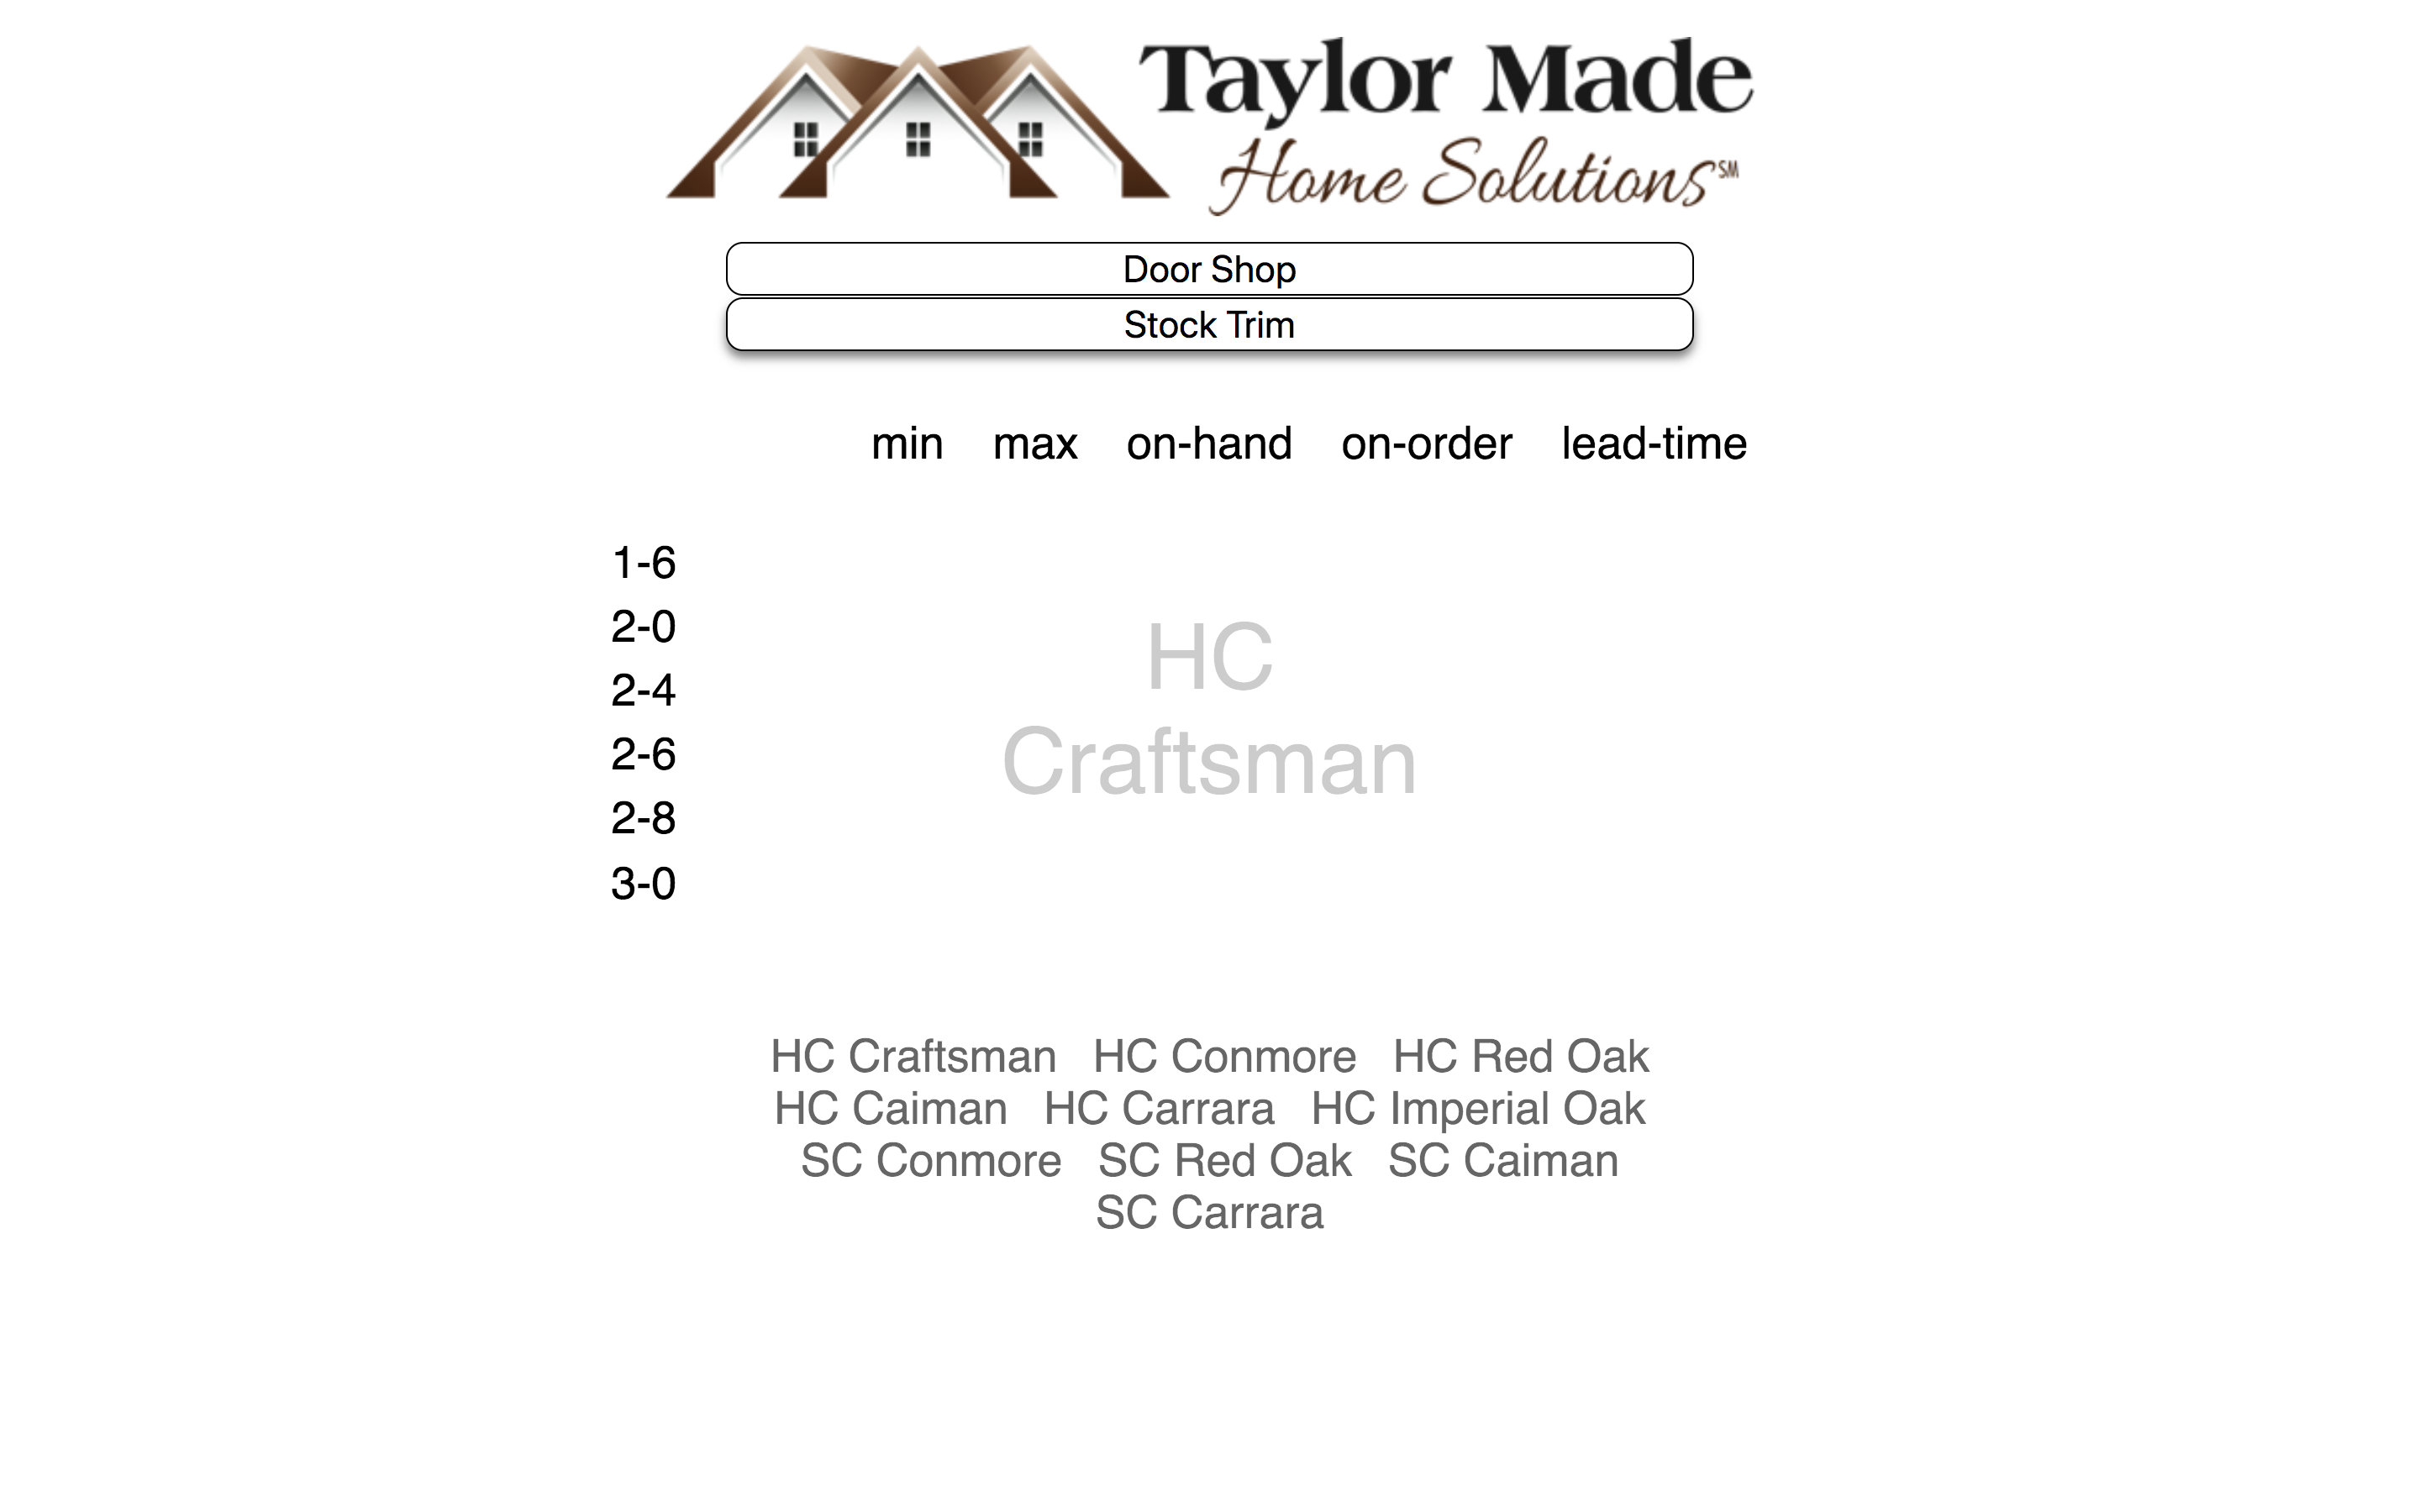 Taylor Made
Home Solutions℠
Door Shop
Stock Trim
min max on-hand on-order lead-time
1-6
2-0
2-4
2-6
2-8
3-0
HC
Craftsman
HC Craftsman HC Conmore HC Red Oak
HC Caiman HC Carrara HC Imperial Oak
SC Conmore SC Red Oak SC Caiman
SC Carrara